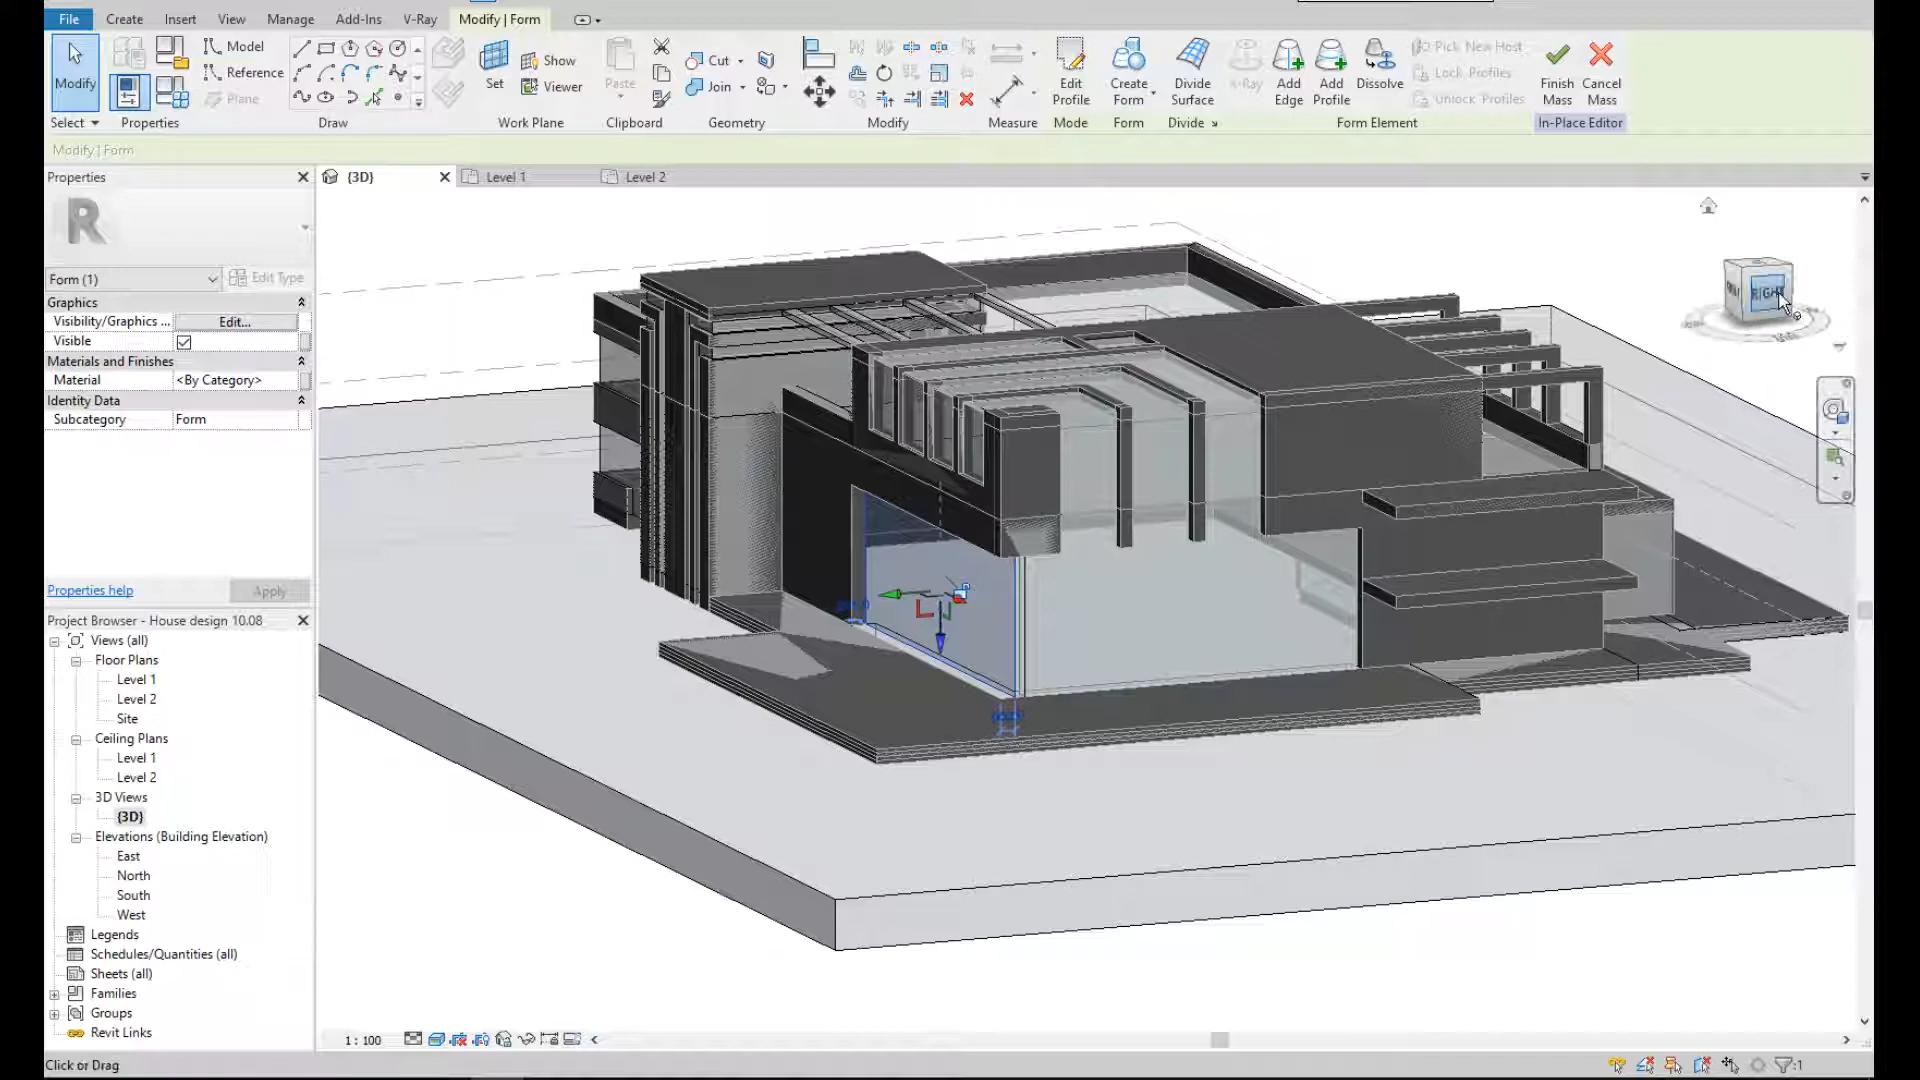 File Create Insert View Manage Add-Ins V-Ray Modify | Form
Modify
Model
Reference
Plane
Set
Show
Viewer
Paste
Cut
Join
Edit Profile
Create Form
Divide Surface
X-Ray
Add Edge
Add Profile
Dissolve
Pick New Host
Lock Profiles
Unlock Profiles
Finish Mass
Cancel Mass
Select Properties Draw Work Plane Clipboard Geometry Modify Measure Mode Form Divide Form Element In-Place Editor
Modify | Form
Properties
{3D} Level 1 Level 2
R
Form (1) Edit Type
Graphics
Visibility/Graphics ... Edit...
Visible
Materials and Finishes
Material <By Category>
Identity Data
Subcategory Form
Properties help Apply
RIGHT
Project Browser - House design 10.08
Views (all)
Floor Plans
Level 1
Level 2
Site
Ceiling Plans
Level 1
Level 2
3D Views
{3D}
Elevations (Building Elevation)
East
North
South
West
Legends
Schedules/Quantities (all)
Sheets (all)
Families
Groups
Revit Links
1 : 100
Click or Drag
:1